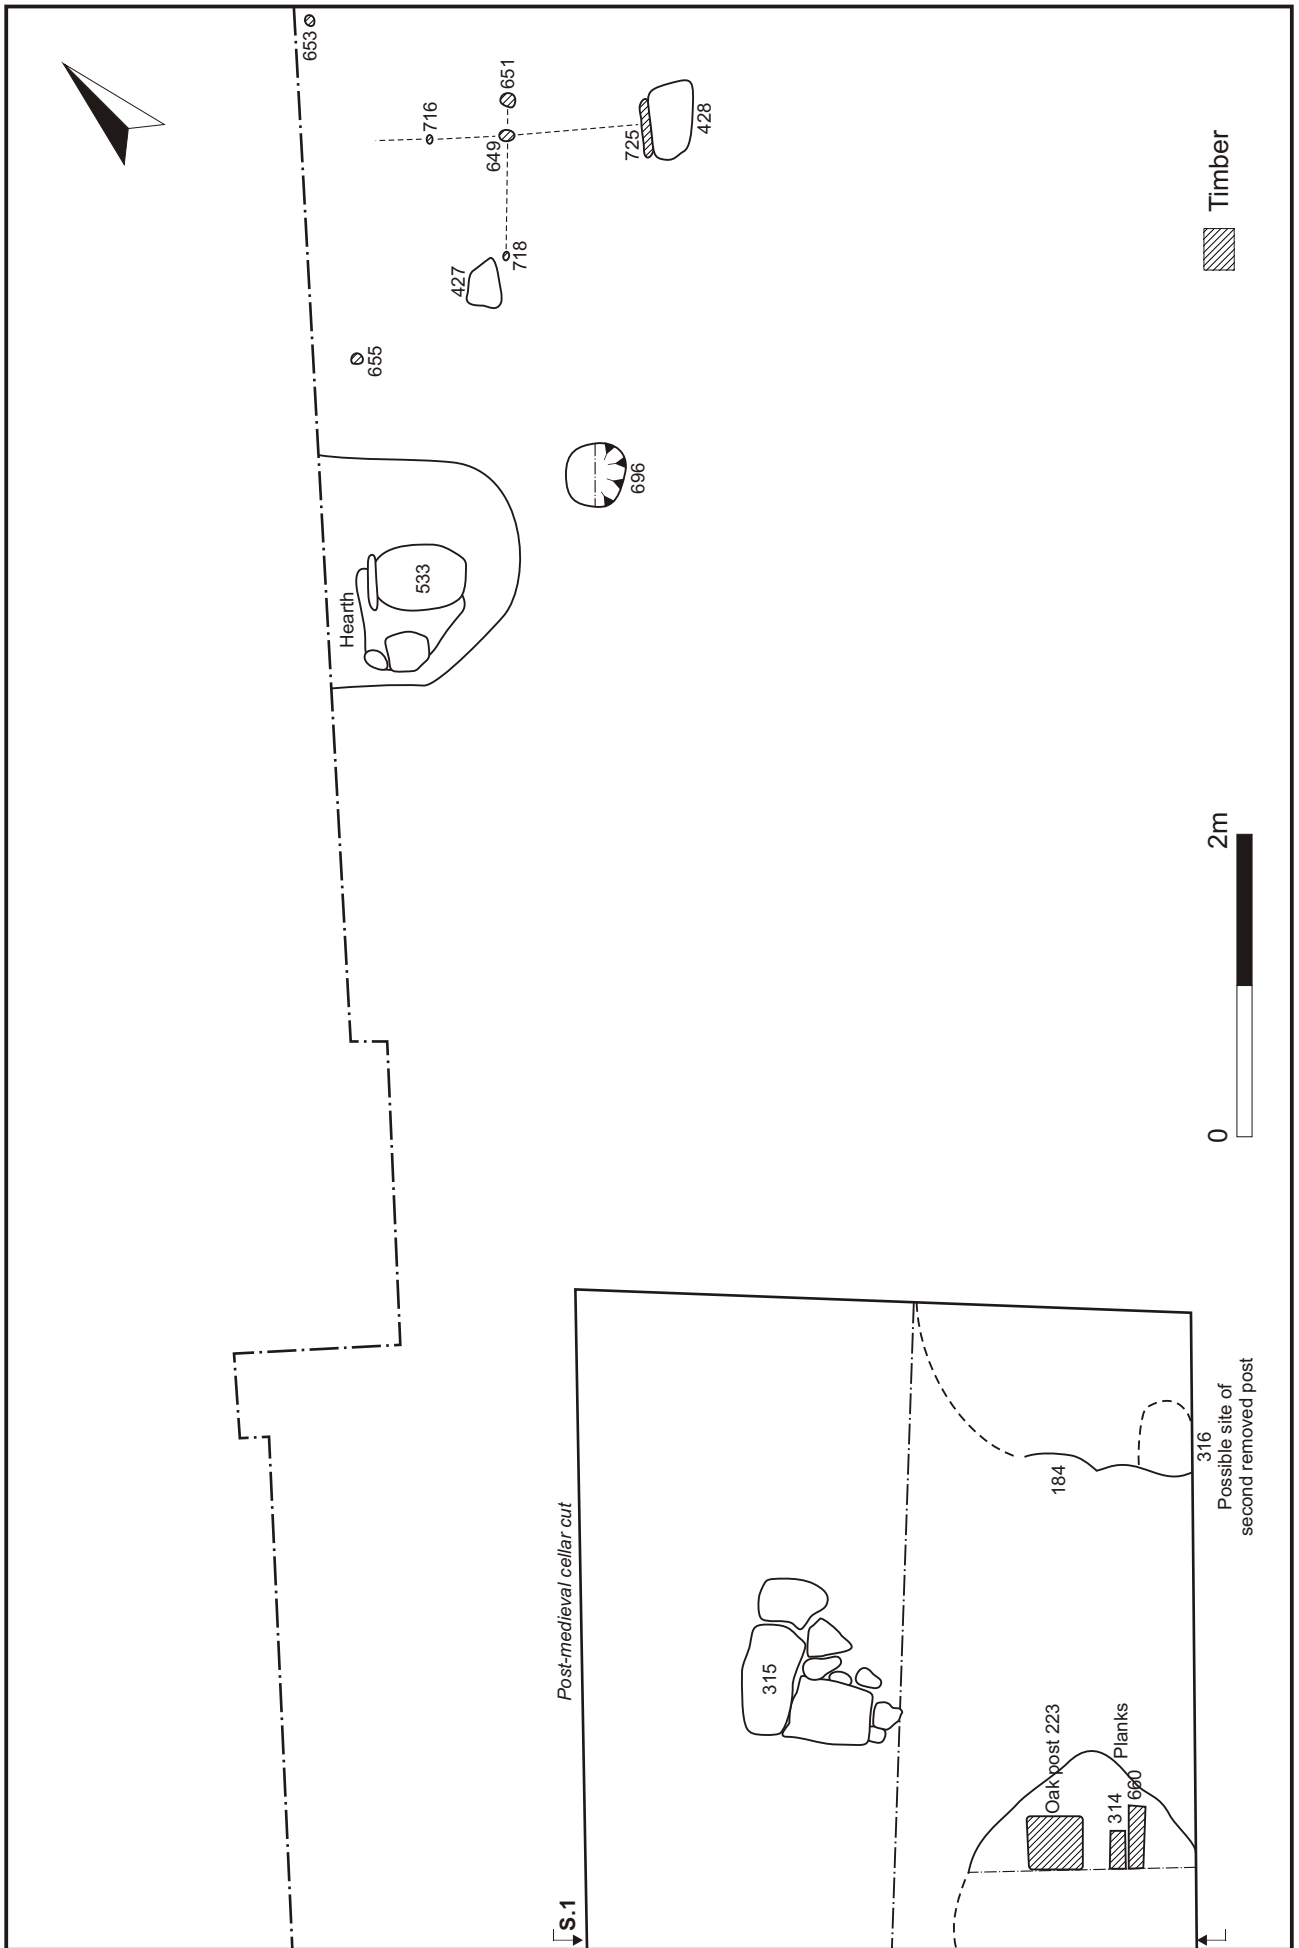 653
651
716
649
725
428
718
427
655
696
533
Hearth
Timber
0
2m
Post-medieval cellar cut
315
184
316
Possible site of
second removed post
Oak post 223
Planks
314
660
S.1